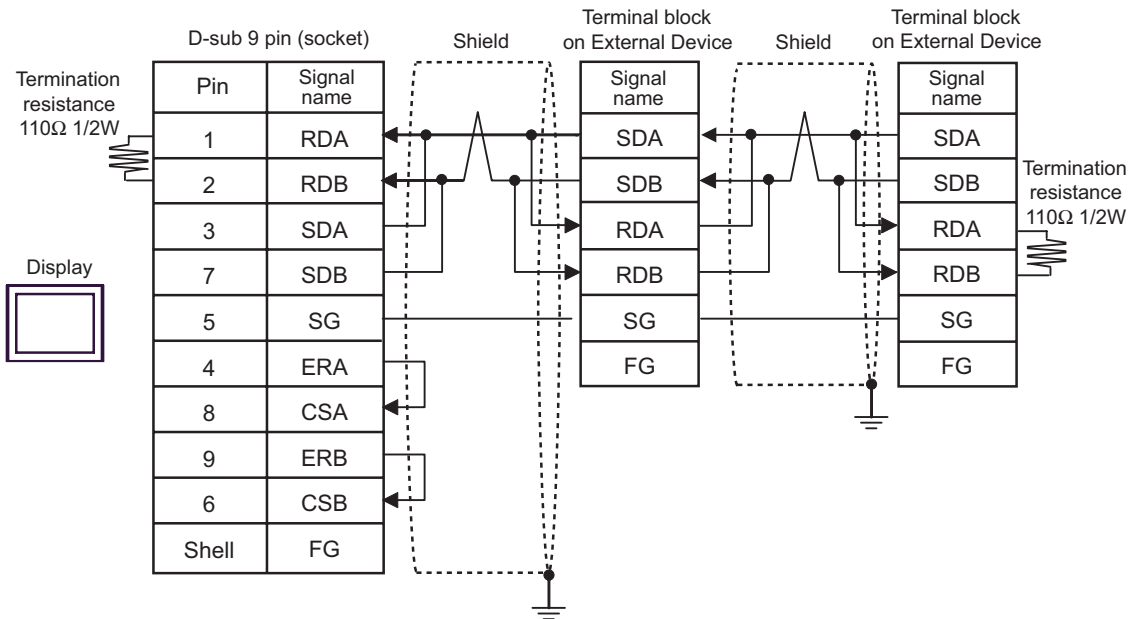 Terminal block
on External Device
Terminal block
on External Device
D-sub 9 pin (socket)
Shield
Shield
Termination
resistance
110Ω 1/2W
Pin
Signal
name
1
RDA
2
RDB
3
SDA
7
SDB
5
SG
4
ERA
8
CSA
9
ERB
6
CSB
Shell
FG
Display
Signal
name
SDA
SDB
RDA
RDB
SG
FG
Signal
name
SDA
SDB
RDA
RDB
SG
FG
Termination
resistance
110Ω 1/2W